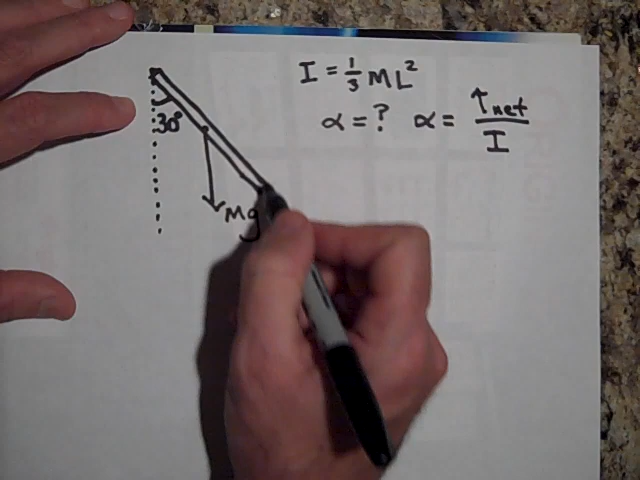 I = 1/3 ML²
α = ? α = τnet / I
30°
Mg